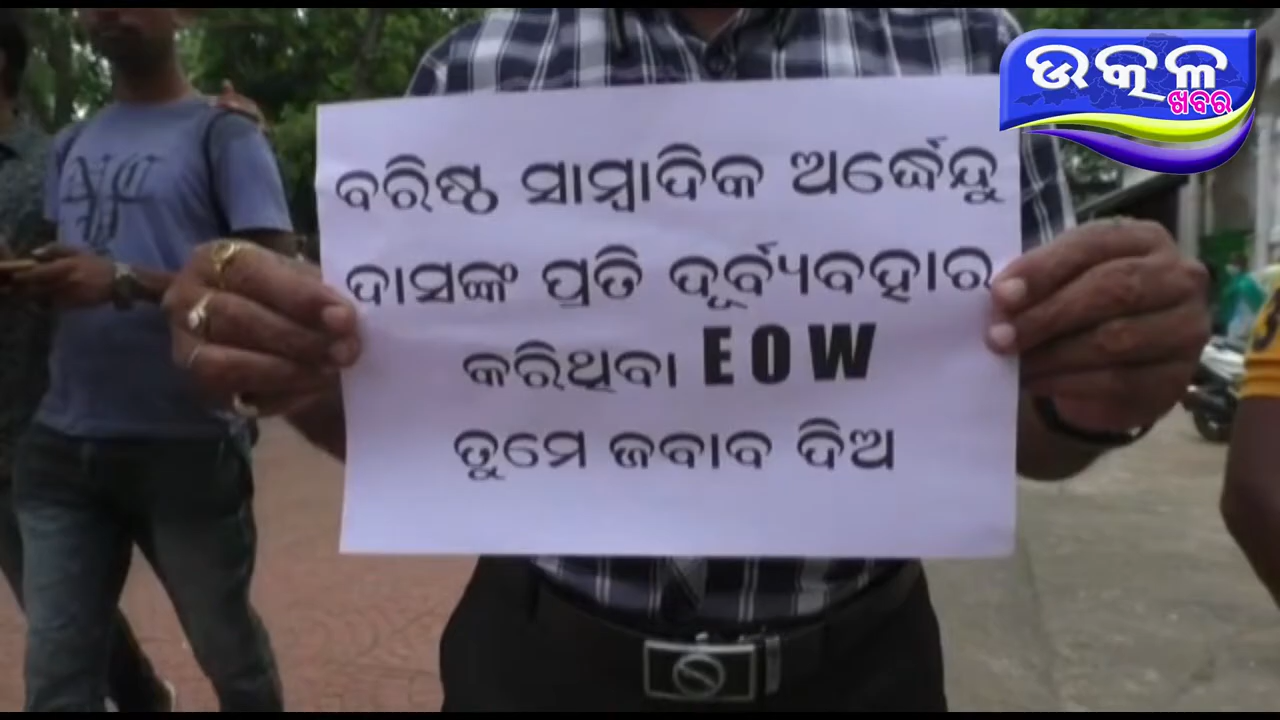 ଉତ୍କଳ
ଖବର
ବରିଷ୍ଠ ସାମ୍ବାଦିକ ଅର୍ଦ୍ଧେନ୍ଦୁ
ଦାସଙ୍କ ପ୍ରତି ଦୂର୍ବ୍ୟବହାର
କରିଥିବା EOW
ତୁମେ ଜବାବ ଦିଅ